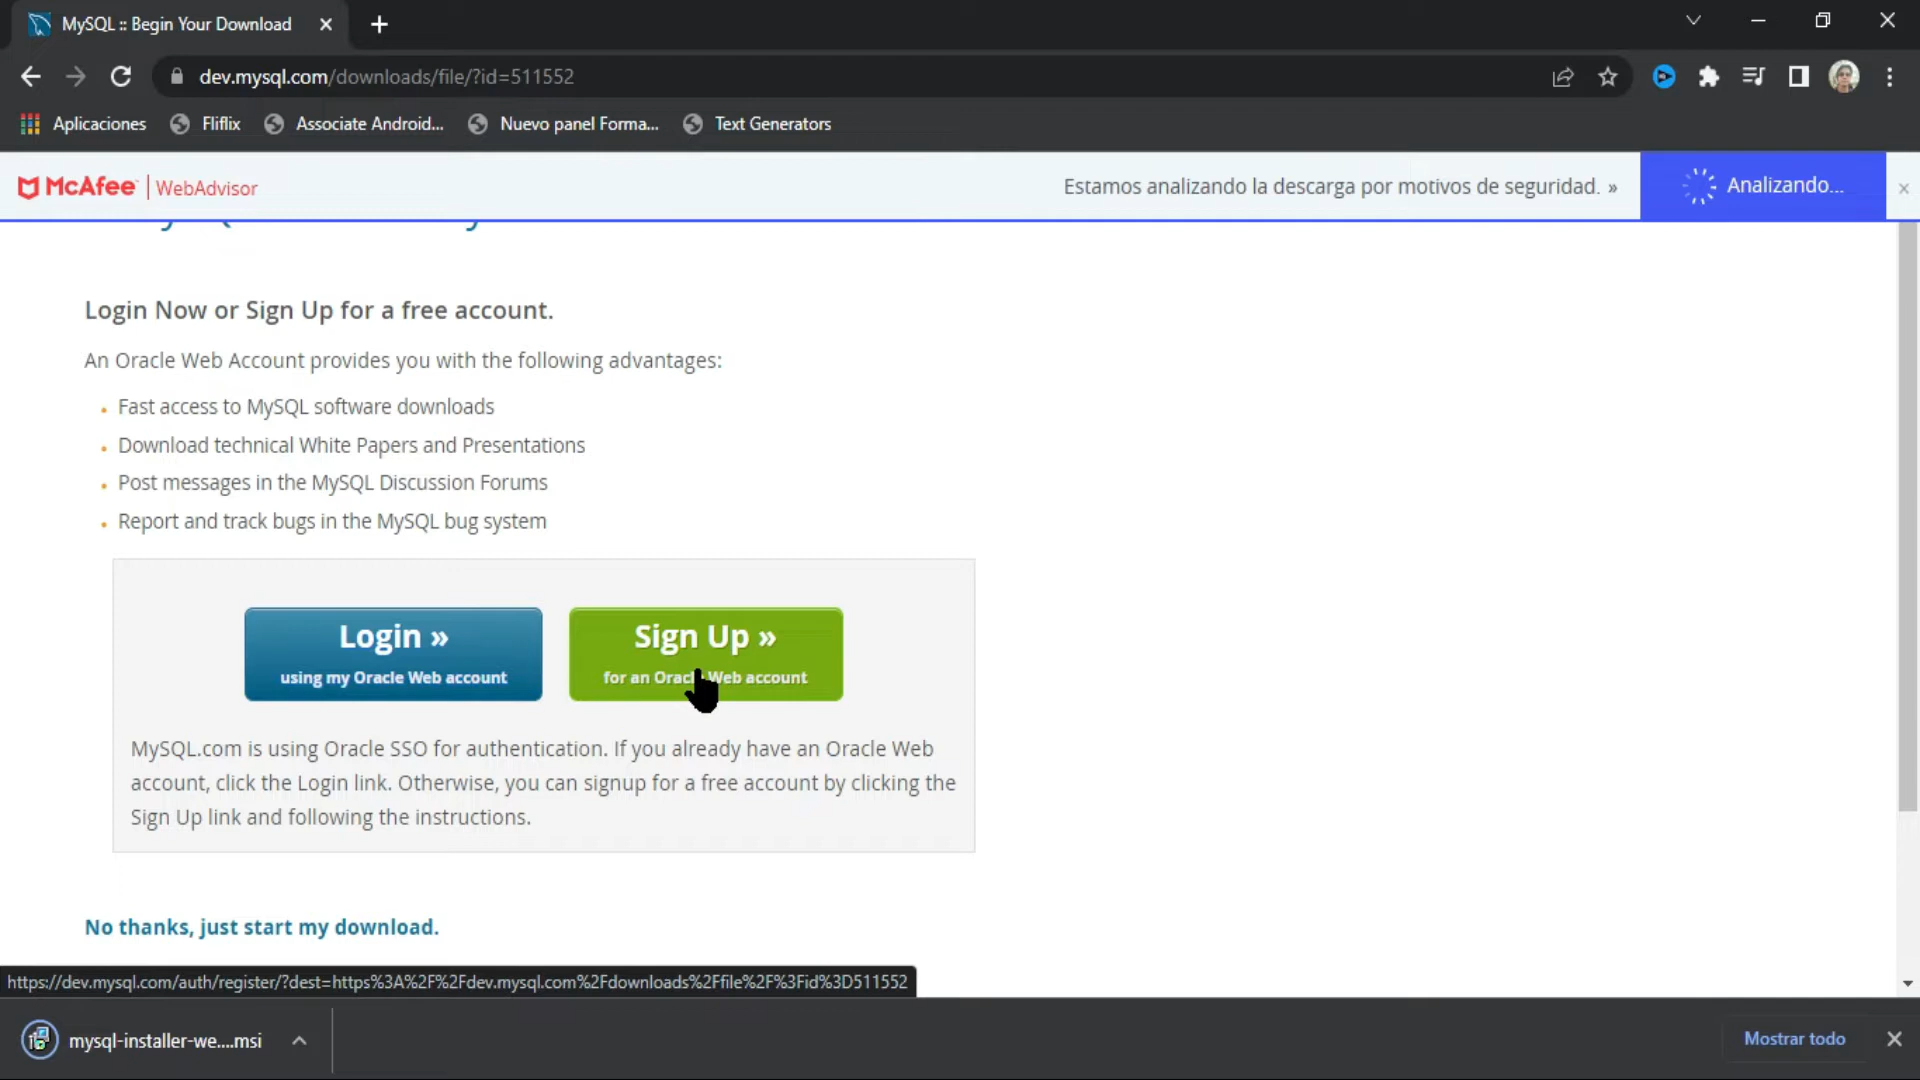 MySQL :: Begin Your Download
dev.mysql.com/downloads/file/?id=511552
Aplicaciones
Fliflix
Associate Android...
Nuevo panel Forma...
Text Generators
McAfee | WebAdvisor
Estamos analizando la descarga por motivos de seguridad. »
Analizando...
Login Now or Sign Up for a free account.
An Oracle Web Account provides you with the following advantages:
Fast access to MySQL software downloads
Download technical White Papers and Presentations
Post messages in the MySQL Discussion Forums
Report and track bugs in the MySQL bug system
Login »
using my Oracle Web account
Sign Up »
for an Oracle Web account
MySQL.com is using Oracle SSO for authentication. If you already have an Oracle Web
account, click the Login link. Otherwise, you can signup for a free account by clicking the
Sign Up link and following the instructions.
No thanks, just start my download.
https://dev.mysql.com/auth/register/?dest=https%3A%2F%2Fdev.mysql.com%2Fdownloads%2Ffile%2F%3Fid%3D511552
mysql-installer-we....msi
Mostrar todo